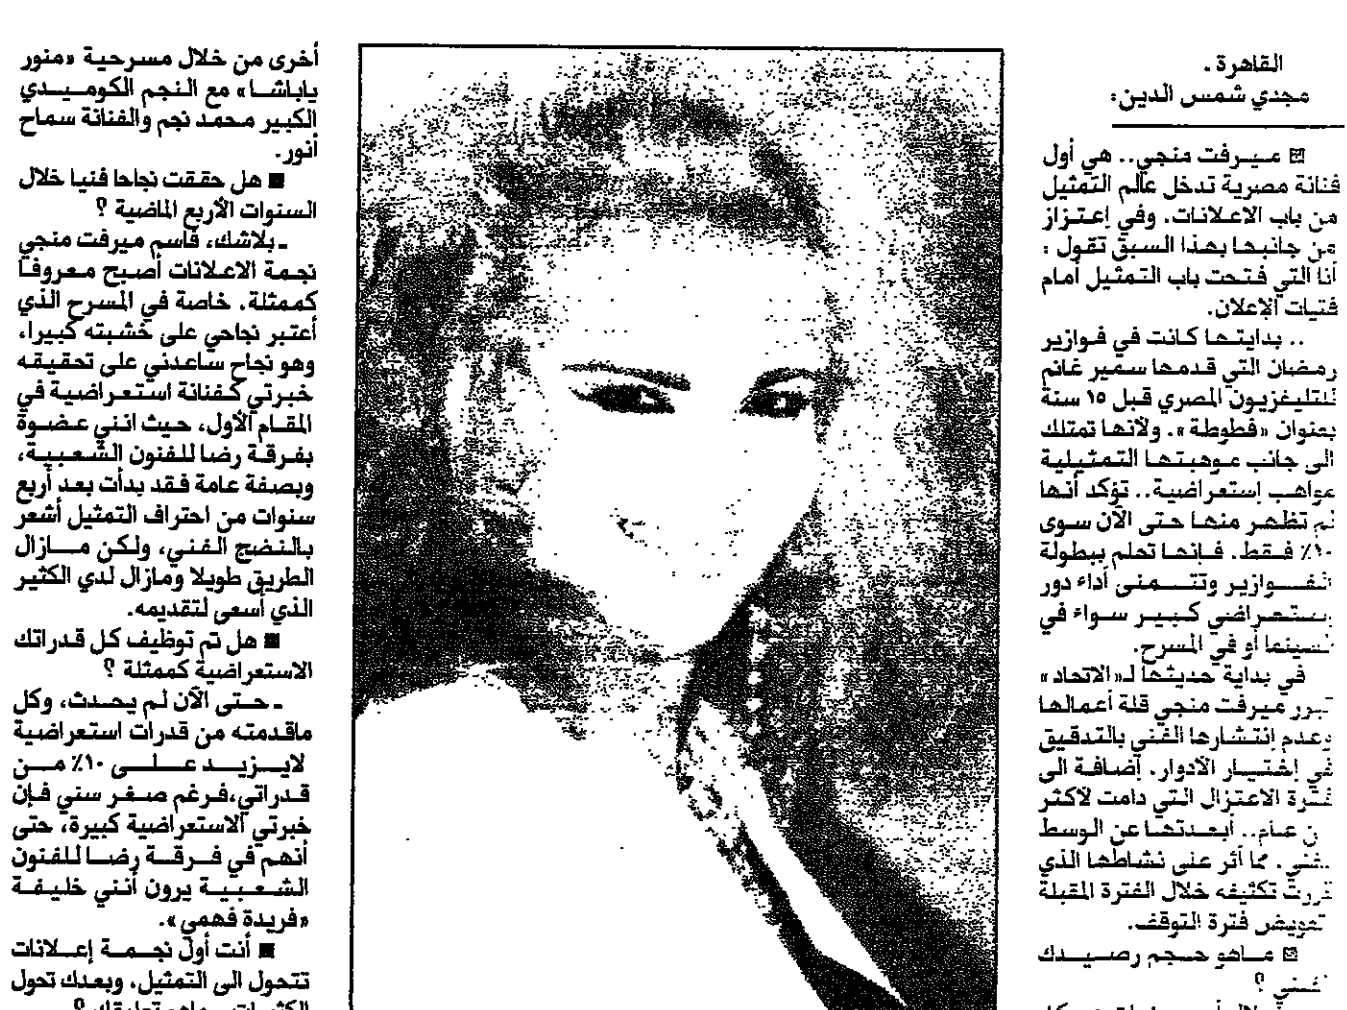 القاهرة ـ
مجدي شمس الدين:
▧ ميرفت منجي.. هي أول
فنانة مصرية تدخل عالم التمثيل
من باب الاعلانات. وفي اعتزاز
من جانبها بهذا السبق تقول :
أنا التي فتحت باب التمثيل أمام
فتيات الإعلان.
.. بدايتها كانت في فوازير
رمضان التي قدمها سمير غانم
للتليفزيون المصري قبل ١٥ سنة
بعنوان «فطوطة». ولأنها تمتلك
الى جانب موهبتها التمثيلية
مواهب إستعراضية.. تؤكد أنها
لم تظهر منها حتى الآن سوى
١٠٪ فقط. فإنها تحلم ببطولة
الفوازير وتتمنى أداء دور
إستعراضي كبير سواء في
السينما أو في المسرح.
في بداية حديثها لـ«الاتحاد»
تبرر ميرفت منجي قلة أعمالها
وعدم إنتشارها الفني بالتدقيق
في إختيار الأدوار. إضافة الى
فترة الاعتزال التي دامت لأكثر
من عام.. أبعدتها عن الوسط
الفني. مما أثر على نشاطها الذي
قررت تكثيفه خلال الفترة المقبلة
لتعويض فترة التوقف.
▧ ماهو حجم رصيدك
الفني ؟
أخرى من خلال مسرحية «منور
ياباشا» مع النجم الكوميدي
الكبير محمد نجم والفنانة سماح
أنور.
■ هل حققت نجاحا فنيا خلال
السنوات الأربع الماضية ؟
ـ بلاشك، فاسم ميرفت منجي
نجمة الاعلانات أصبح معروفا
كممثلة. خاصة في المسرح الذي
أعتبر نجاحي على خشبته كبيرا،
وهو نجاح ساعدني على تحقيقه
خبرتي كفنانة استعراضية في
المقام الأول، حيث انني عضوة
بفرقة رضا للفنون الشعبية،
وبصفة عامة فقد بدأت بعد أربع
سنوات من احتراف التمثيل أشعر
بالنضج الفني، ولكن مازال
الطريق طويلا ومازال لدي الكثير
الذي أسعى لتقديمه.
■ هل تم توظيف كل قدراتك
الاستعراضية كممثلة ؟
ـ حتى الآن لم يحدث، وكل
ماقدمته من قدرات استعراضية
لايزيد على ١٠٪ من
قدراتي،فرغم صغر سني فإن
خبرتي الاستعراضية كبيرة، حتى
أنهم في فرقة رضا للفنون
الشعبية يرون أنني خليفة
«فريدة فهمي».
■ أنت أول نجمة إعلانات
تتحول الى التمثيل، وبعدك تحول